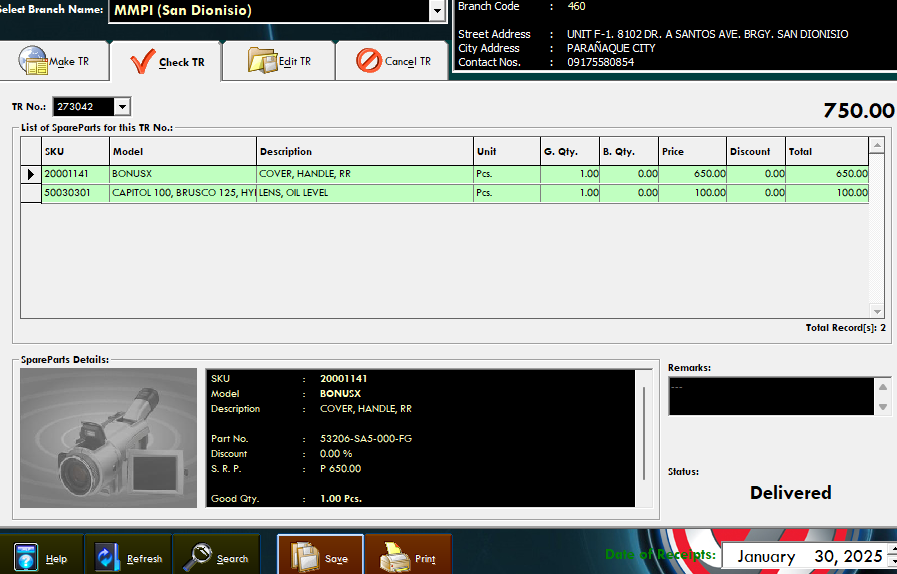 Select Branch Name: MMPI (San Dionisio)
Branch Code : 460
Street Address : UNIT F-1. 8102 DR. A SANTOS AVE. BRGY. SAN DIONISIO
City Address : PARAÑAQUE CITY
Contact Nos. : 09175580854
Make TR Check TR Edit TR Cancel TR
TR No.: 273042 750.00
List of SpareParts for this TR No.:
SKU Model Description Unit G. Qty. B. Qty. Price Discount Total
20001141 BONUSX COVER, HANDLE, RR Pcs. 1.00 0.00 650.00 0.00 650.00
50030301 CAPITOL 100, BRUSCO 125, HY LENS, OIL LEVEL Pcs. 1.00 0.00 100.00 0.00 100.00
Total Record[s]: 2
SpareParts Details:
SKU : 20001141
Model : BONUSX
Description : COVER, HANDLE, RR
Part No. : 53206-SA5-000-FG
Discount : 0.00 %
S. R. P. : P 650.00
Good Qty. : 1.00 Pcs.
Remarks:
---
Status:
Delivered
Help Refresh Search Save Print Date of Receipts: January 30, 2025